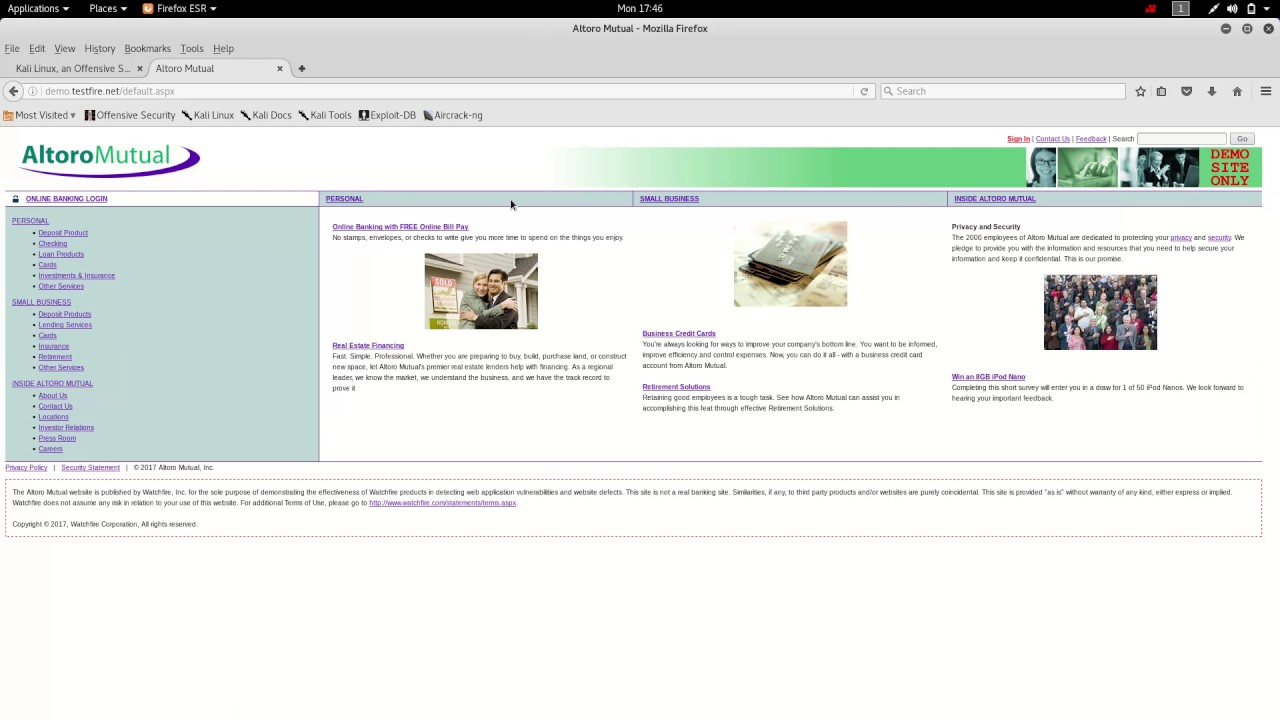 Applications Places Firefox ESR Mon 17:46 1
Altoro Mutual - Mozilla Firefox
File Edit View History Bookmarks Tools Help
Kali Linux, an Offensive S... Altoro Mutual
demo.testfire.net/default.aspx Search
Most Visited Offensive Security Kali Linux Kali Docs Kali Tools Exploit-DB Aircrack-ng
Sign In | Contact Us | Feedback | Search Go
AltoroMutual
DEMO
SITE
ONLY
ONLINE BANKING LOGIN PERSONAL SMALL BUSINESS INSIDE ALTORO MUTUAL
PERSONAL
Deposit Product
Checking
Loan Products
Cards
Investments & Insurance
Other Services
SMALL BUSINESS
Deposit Products
Lending Services
Cards
Insurance
Retirement
Other Services
INSIDE ALTORO MUTUAL
About Us
Contact Us
Locations
Investor Relations
Press Room
Careers
Online Banking with FREE Online Bill Pay
No stamps, envelopes, or checks to write give you more time to spend on the things you enjoy.
SOLD
Real Estate Financing
Fast. Simple. Professional. Whether you are preparing to buy, build, purchase land, or construct
new space, let Altoro Mutual's premier real estate lenders help with financing. As a regional
leader, we know the market, we understand the business, and we have the track record to
prove it
Business Credit Cards
You're always looking for ways to improve your company's bottom line. You want to be informed,
improve efficiency and control expenses. Now, you can do it all - with a business credit card
account from Altoro Mutual.
Retirement Solutions
Retaining good employees is a tough task. See how Altoro Mutual can assist you in
accomplishing this feat through effective Retirement Solutions.
Privacy and Security
The 2000 employees of Altoro Mutual are dedicated to protecting your privacy and security. We
pledge to provide you with the information and resources that you need to help secure your
information and keep it confidential. This is our promise.
Win an 8GB iPod Nano
Completing this short survey will enter you in a draw for 1 of 50 iPod Nanos. We look forward to
hearing your important feedback.
Privacy Policy | Security Statement | © 2017 Altoro Mutual, Inc.
The Altoro Mutual website is published by Watchfire, Inc. for the sole purpose of demonstrating the effectiveness of Watchfire products in detecting web application vulnerabilities and website defects. This site is not a real banking site. Similarities, if any, to third party products and/or websites are purely coincidental. This site is provided "as is" without warranty of any kind, either express or implied.
Watchfire does not assume any risk in relation to your use of this website. For additional Terms of Use, please go to http://www.watchfire.com/statements/terms.aspx.
Copyright © 2017, Watchfire Corporation, All rights reserved.